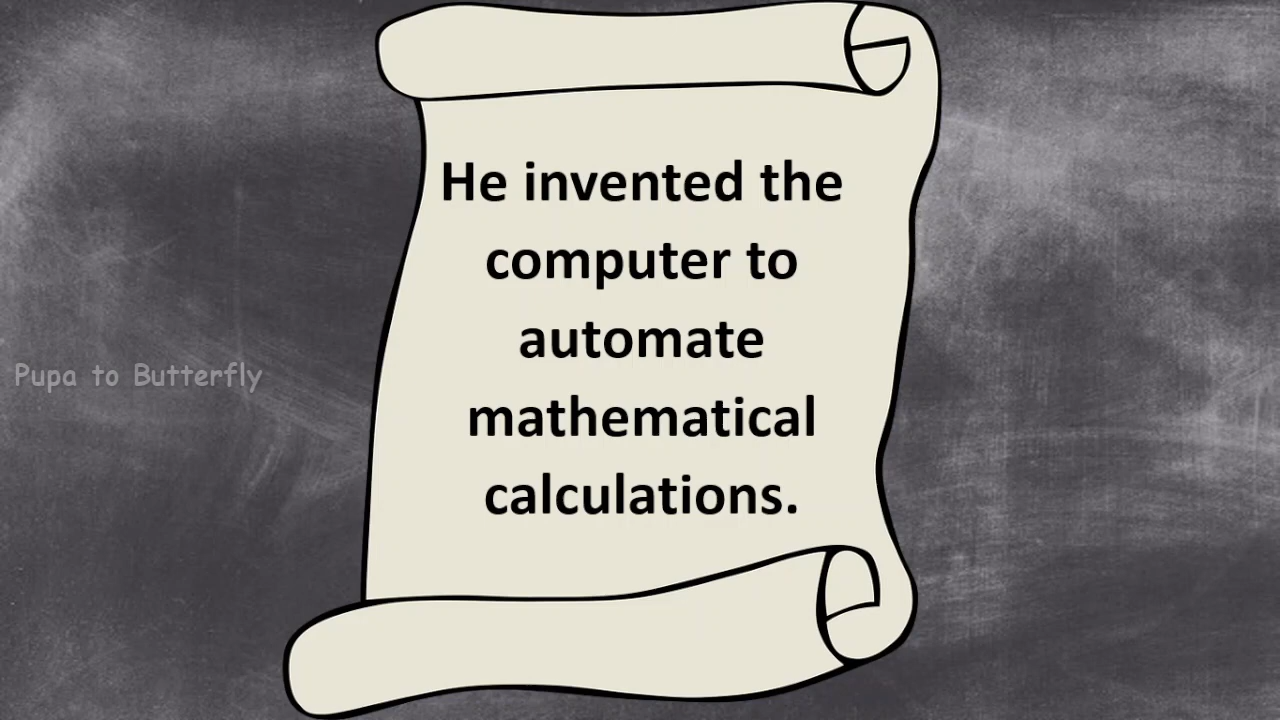 He invented the
computer to
automate
Pupa to Butterfly
mathematical
calculations.